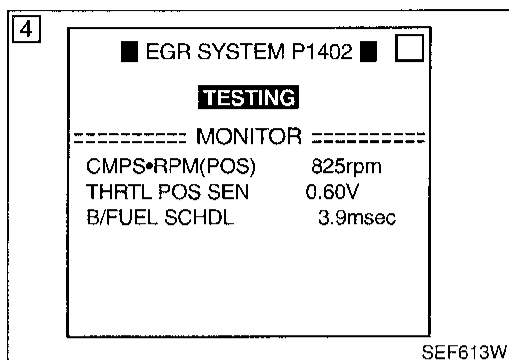 4
■ EGR SYSTEM P1402 ■ □
TESTING
========== MONITOR ==========
CMPS•RPM(POS) 825rpm
THRTL POS SEN 0.60V
B/FUEL SCHDL 3.9msec
SEF613W